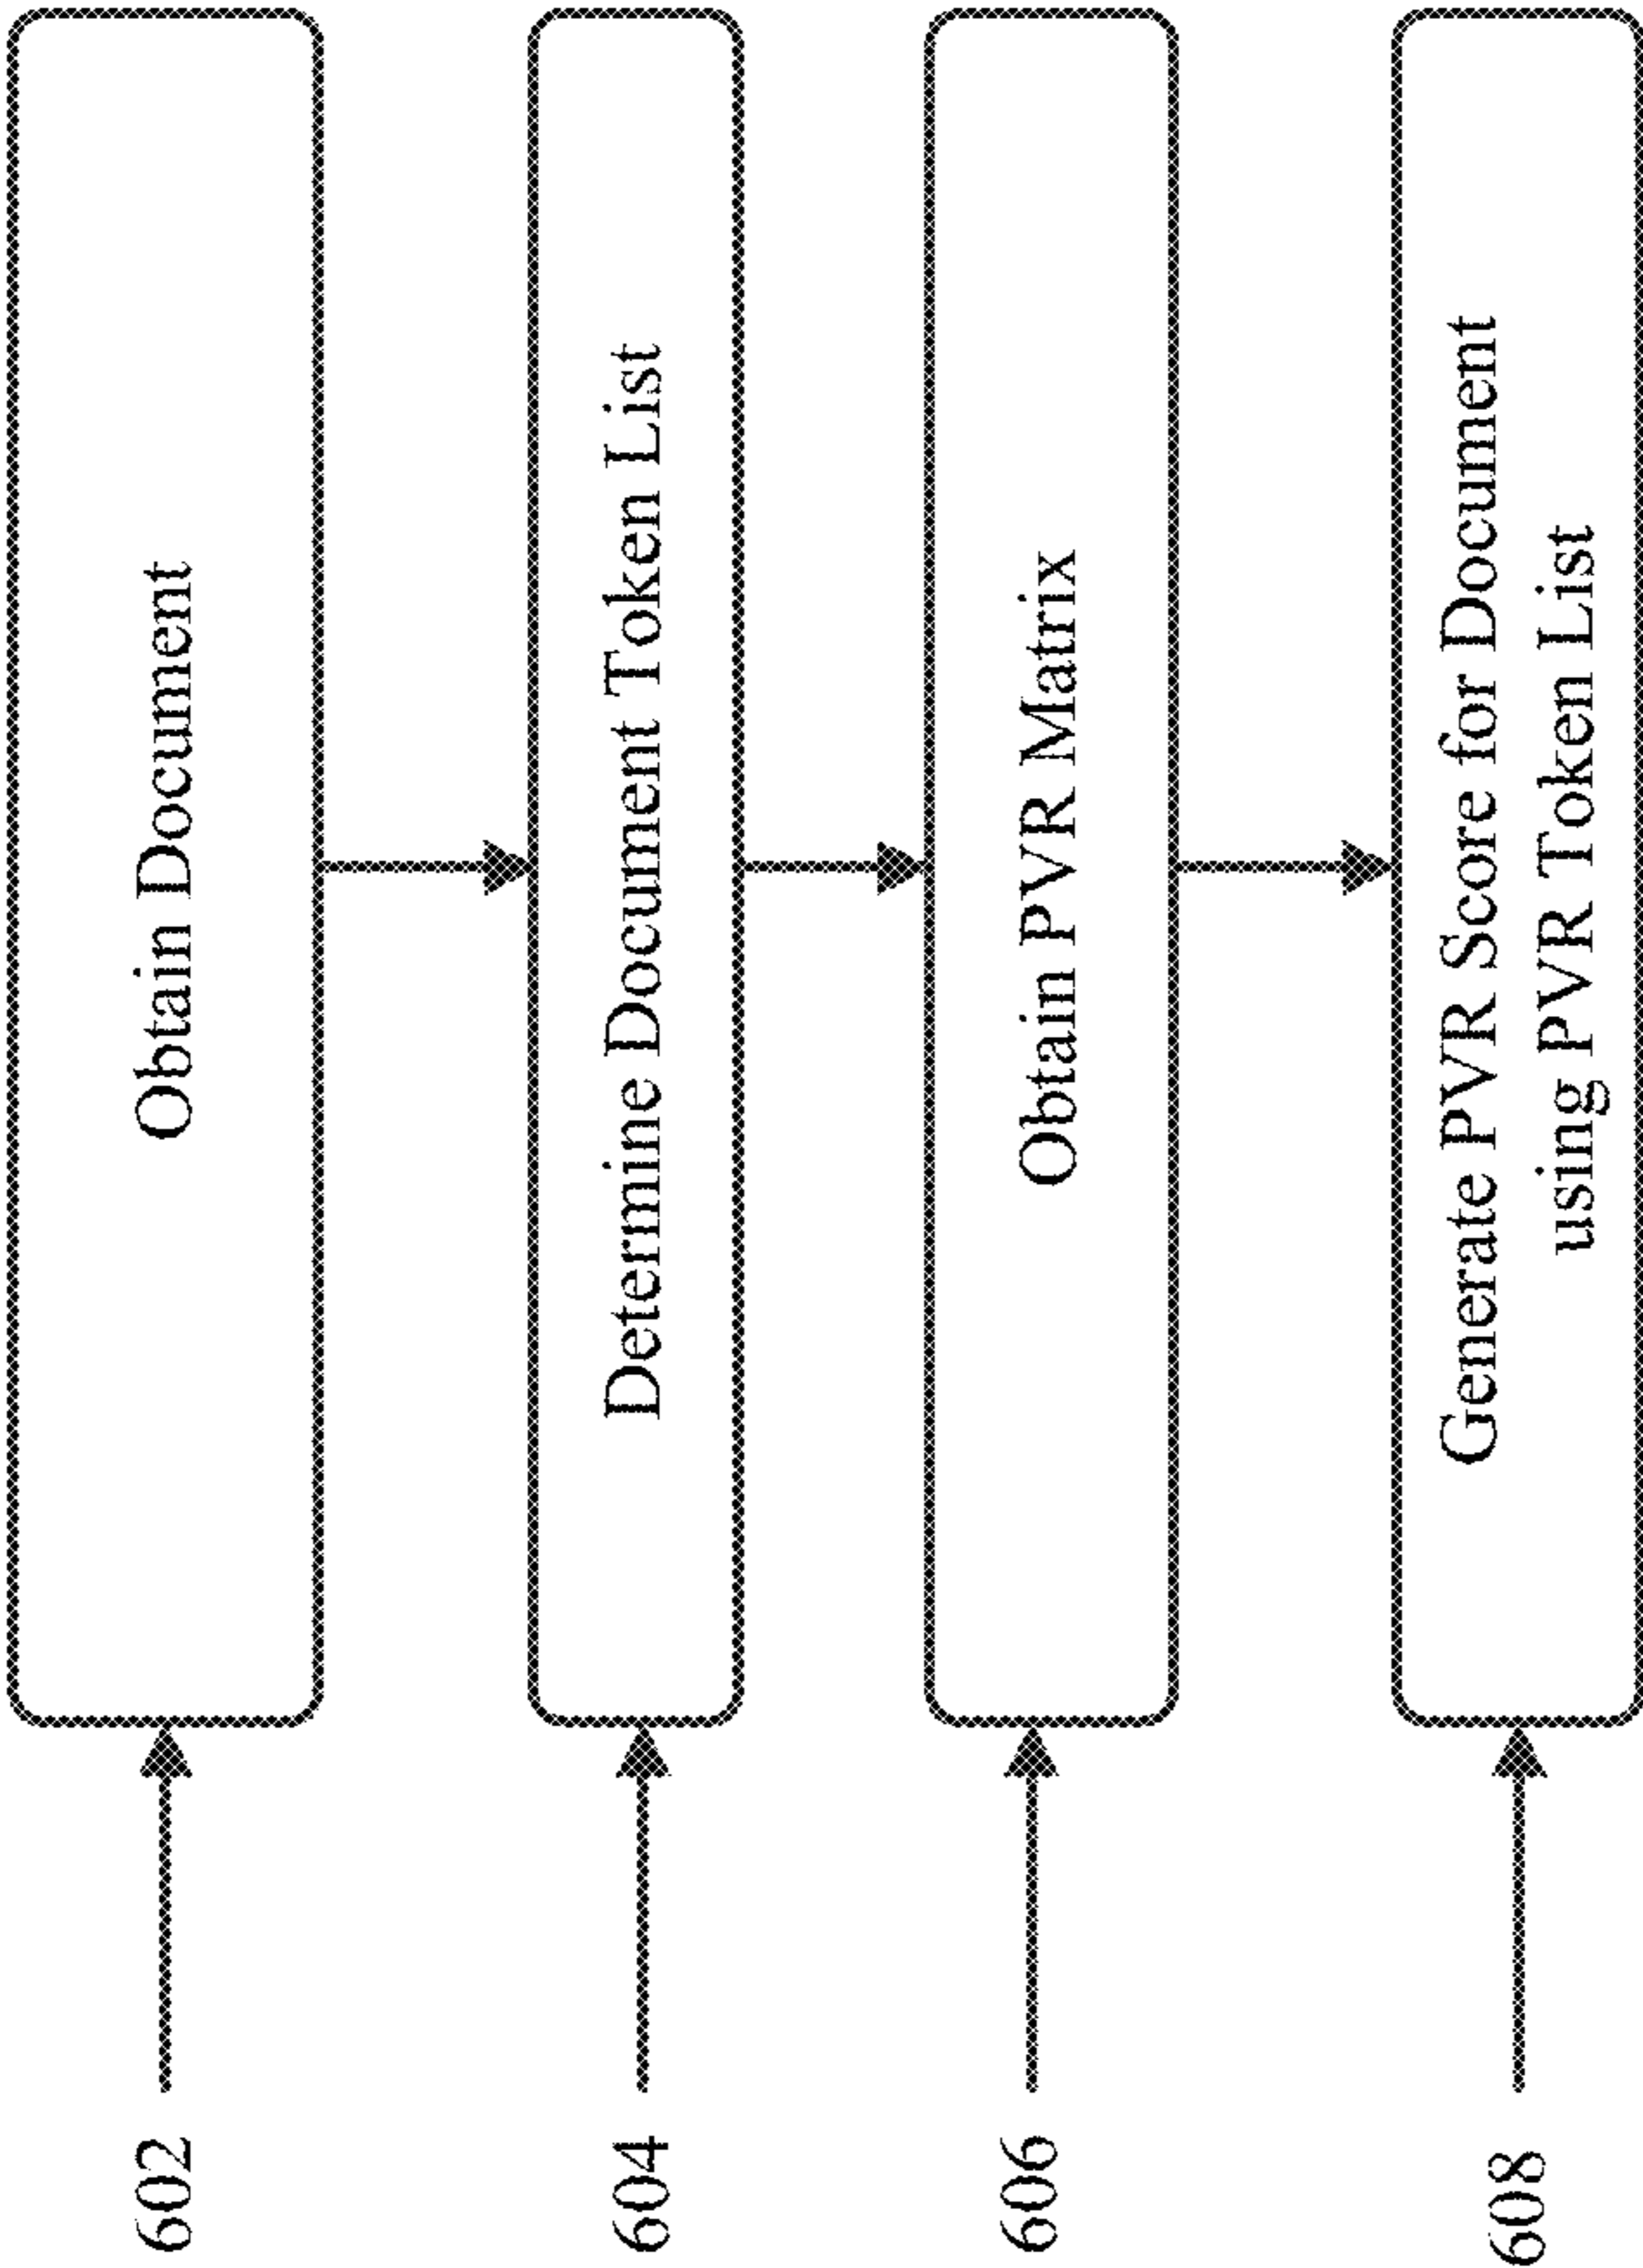 602
Obtain Document
604
Determine Document Token List
606
Obtain PVR Matrix
608
Generate PVR Score for Document
using PVR Token List